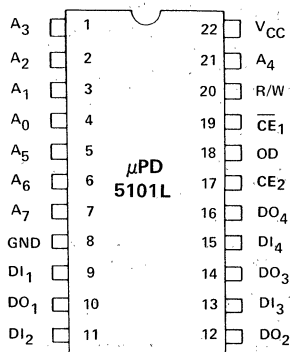 A3 1 22 VCC
A2 2 21 A4
A1 3 20 R/W
A0 4 19 C̅E̅1
A5 5 18 OD
μPD
5101L
A6 6 17 CE2
A7 7 16 DO4
GND 8 15 DI4
DI1 9 14 DO3
DO1 10 13 DI3
DI2 11 12 DO2